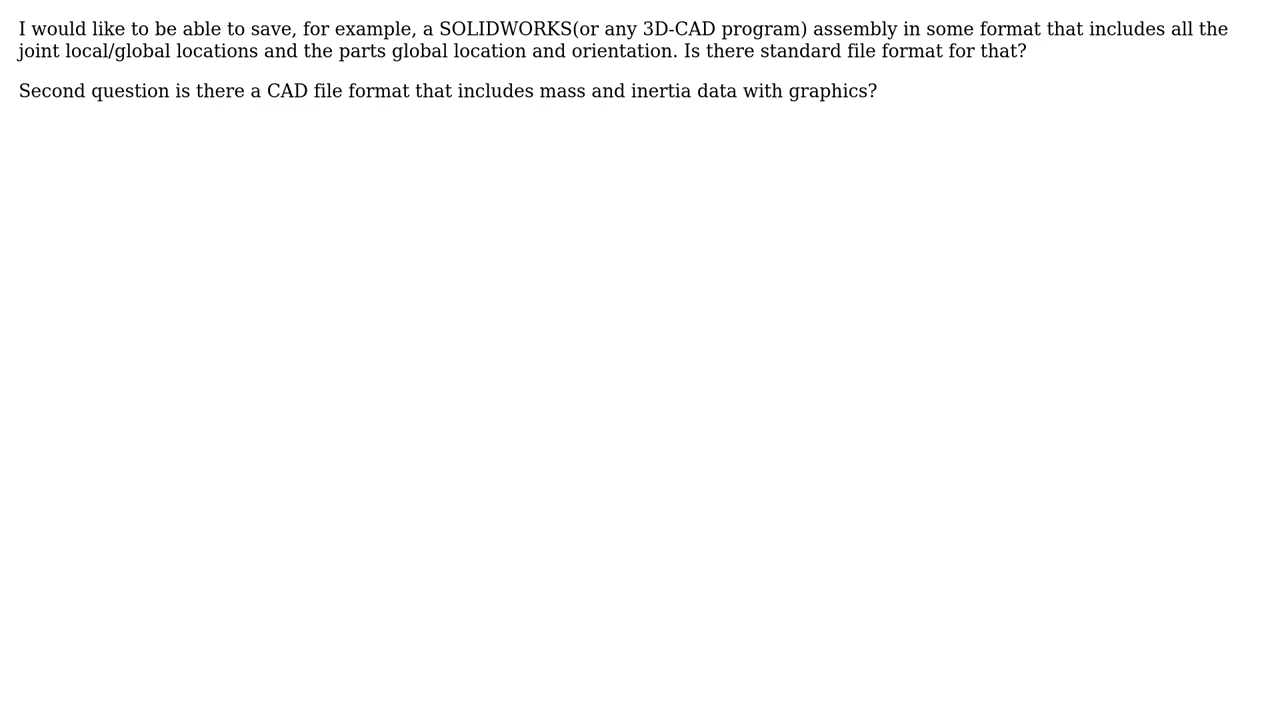 I would like to be able to save, for example, a SOLIDWORKS(or any 3D-CAD program) assembly in some format that includes all the
joint local/global locations and the parts global location and orientation. Is there standard file format for that?
Second question is there a CAD file format that includes mass and inertia data with graphics?